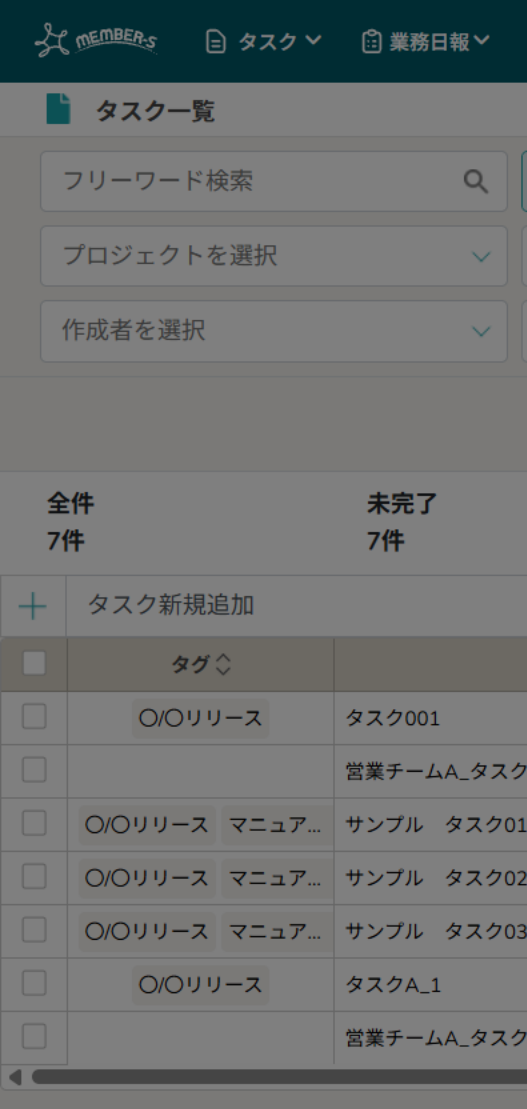 MEMBER-S タスク 業務日報
タスク一覧
フリーワード検索
プロジェクトを選択
作成者を選択
全件 未完了
7件 7件
タスク新規追加
タグ
〇/〇リリース タスク001
営業チームA_タスク
〇/〇リリース マニュア... サンプル　タスク01
〇/〇リリース マニュア... サンプル　タスク02
〇/〇リリース マニュア... サンプル　タスク03
〇/〇リリース タスクA_1
営業チームA_タスク